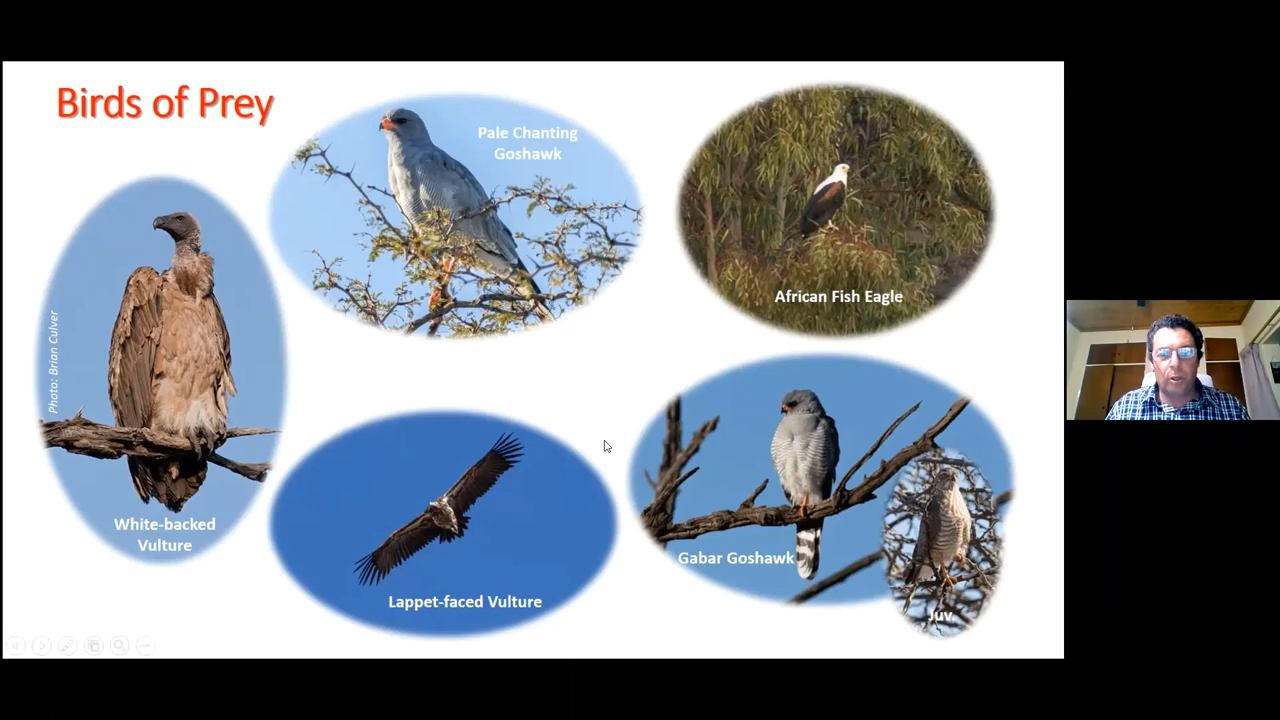 Birds of Prey
Pale Chanting
Goshawk
African Fish Eagle
Photo: Brian Culver
White-backed
Vulture
Lappet-faced Vulture
Gabar Goshawk
Juv